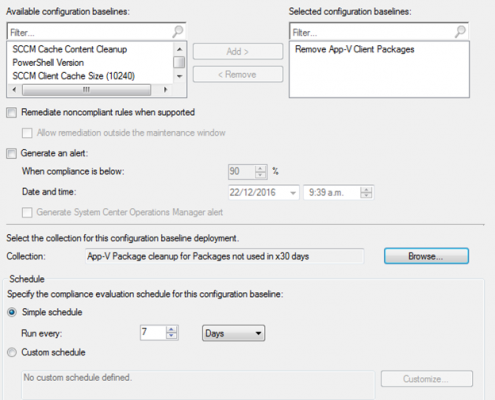 Available configuration baselines:
Selected configuration baselines:
Filter...
Filter...
SCCM Cache Content Cleanup
PowerShell Version
SCCM Client Cache Size (10240)
Add >
< Remove
Remove App-V Client Packages
Remediate noncompliant rules when supported
Allow remediation outside the maintenance window
Generate an alert:
When compliance is below:
90
%
Date and time:
22/12/2016
9:39 a.m.
Generate System Center Operations Manager alert
Select the collection for this configuration baseline deployment.
Collection:
App-V Package cleanup for Packages not used in x30 days
Browse...
Schedule
Specify the compliance evaluation schedule for this configuration baseline:
Simple schedule
Run every:
7
Days
Custom schedule
No custom schedule defined.
Customize...